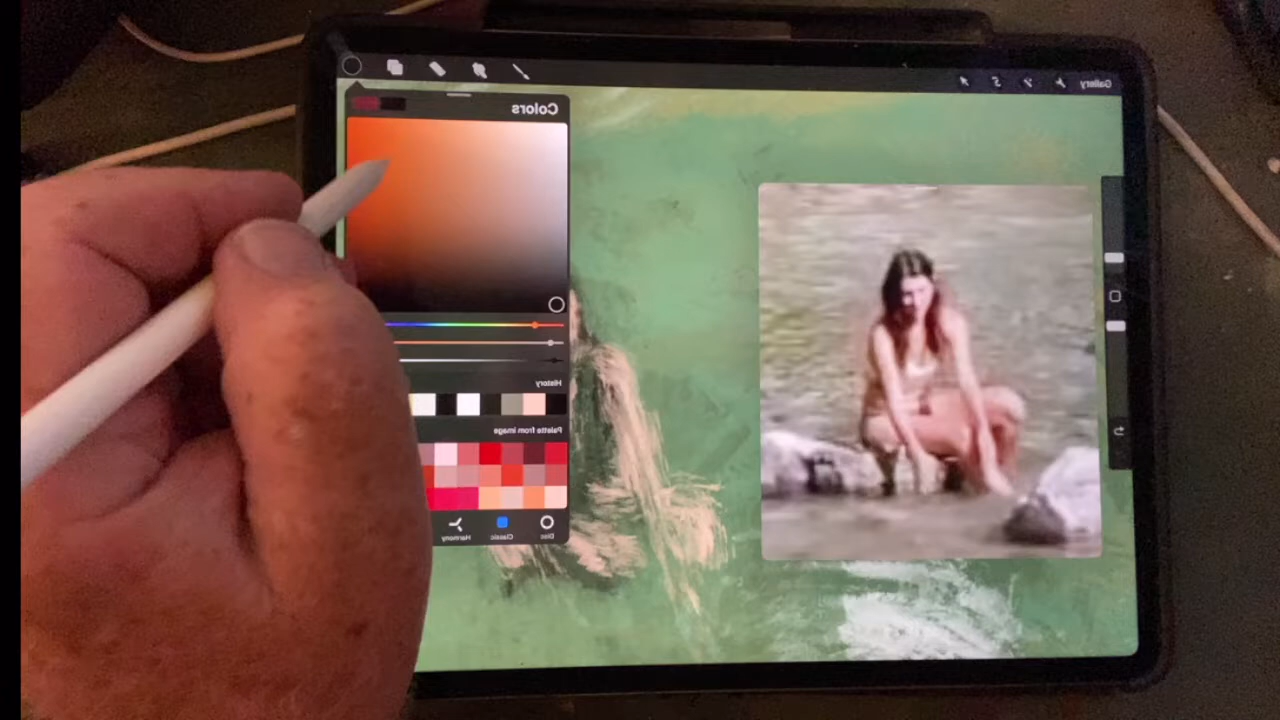 Gallery
Colors
History
Palette from image
Disc
Classic
Harmony